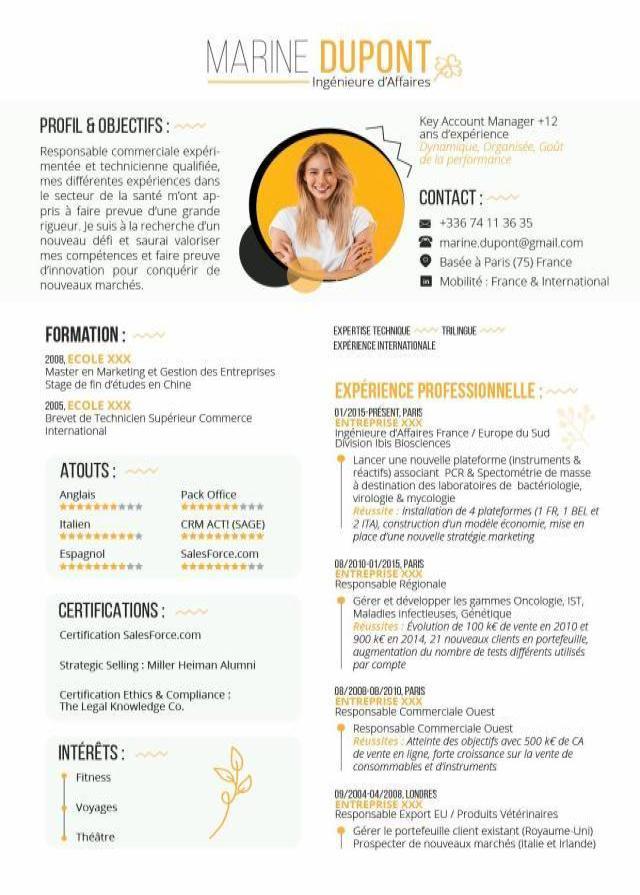 MARINE DUPONT
Ingénieure d'Affaires
PROFIL & OBJECTIFS :
Responsable commerciale expéri-
mentée et technicienne qualifiée,
mes différentes expériences dans
le secteur de la santé m'ont ap-
pris à faire prevue d'une grande
rigueur. Je suis à la recherche d'un
nouveau défi et saurai valoriser
mes compétences et faire preuve
d'innovation pour conquérir de
nouveaux marchés.
Key Account Manager +12
ans d'expérience
Dynamique, Organisée, Goût
de la performance
CONTACT :
+336 74 11 36 35
marine.dupont@gmail.com
Basée à Paris (75) France
in Mobilité : France & International
FORMATION :
2008, ECOLE XXX
Master en Marketing et Gestion des Entreprises
Stage de fin d'études en Chine
2005, ECOLE XXX
Brevet de Technicien Supérieur Commerce
International
ATOUTS :
Anglais
Pack Office
Italien
CRM ACT! (SAGE)
Espagnol
SalesForce.com
CERTIFICATIONS :
Certification SalesForce.com
Strategic Selling : Miller Heiman Alumni
Certification Ethics & Compliance :
The Legal Knowledge Co.
INTÉRÊTS :
Fitness
Voyages
Théâtre
EXPERTISE TECHNIQUE TRILINGUE
EXPÉRIENCE INTERNATIONALE
EXPÉRIENCE PROFESSIONNELLE :
01/2015-PRÉSENT, PARIS
ENTREPRISE XXX
Ingénieure d'Affaires France / Europe du Sud
Division Ibis Biosciences
Lancer une nouvelle plateforme (instruments &
réactifs) associant PCR & Spectométrie de masse
à destination des laboratoires de bactériologie,
virologie & mycologie
Réussite : Installation de 4 plateformes (1 FR, 1 BEL et
2 ITA), construction d'un modèle économie, mise en
place d'une nouvelle stratégie marketing
08/2010-01/2015, PARIS
ENTREPRISE XXX
Responsable Régionale
Gérer et développer les gammes Oncologie, IST,
Maladies infectieuses, Génétique
Réussites : Évolution de 100 k€ de vente en 2010 et
900 k€ en 2014, 21 nouveaux clients en portefeuille,
augmentation du nombre de tests différents utilisés
par compte
08/2008-08/2010, PARIS
ENTREPRISE XXX
Responsable Commerciale Ouest
Responsable Commerciale Ouest
Réussites : Atteinte des objectifs avec 500 k€ de CA
de vente en ligne, forte croissance sur la vente de
consommables et d'instruments
09/2004-04/2008, LONDRES
ENTREPRISE XXX
Responsable Export EU / Produits Vétérinaires
Gérer le portefeuille client existant (Royaume-Uni)
Prospecter de nouveaux marchés (Italie et Irlande)